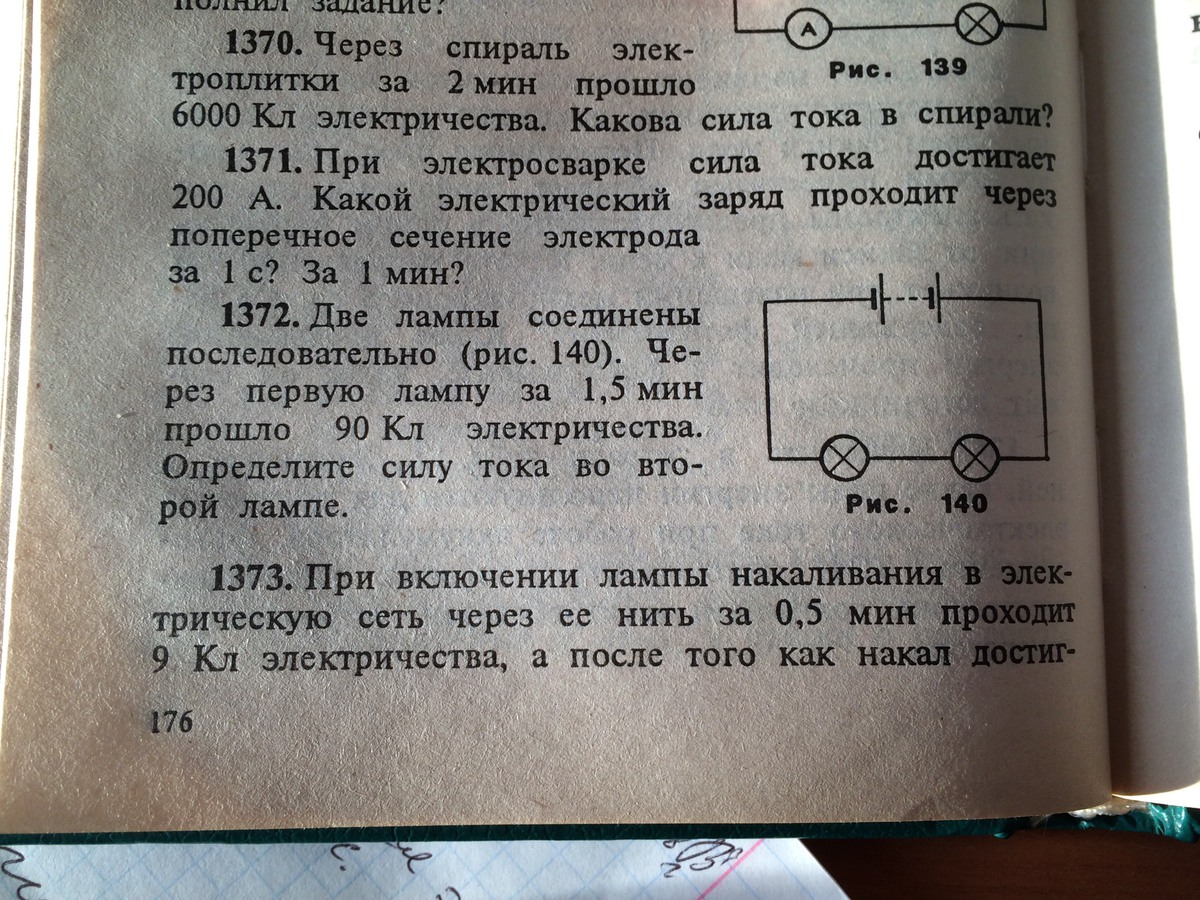 полнил задание?
А
Рис. 139
1370. Через спираль элек-
троплитки за 2 мин прошло
6000 Кл электричества. Какова сила тока в спирали?
1371. При электросварке сила тока достигает
200 А. Какой электрический заряд проходит через
поперечное сечение электрода
за 1 с? За 1 мин?
1372. Две лампы соединены
последовательно (рис. 140). Че-
рез первую лампу за 1,5 мин
прошло 90 Кл электричества.
Определите силу тока во вто-
рой лампе.
Рис. 140
1373. При включении лампы накаливания в элек-
трическую сеть через ее нить за 0,5 мин проходит
9 Кл электричества, а после того как накал достиг-
176